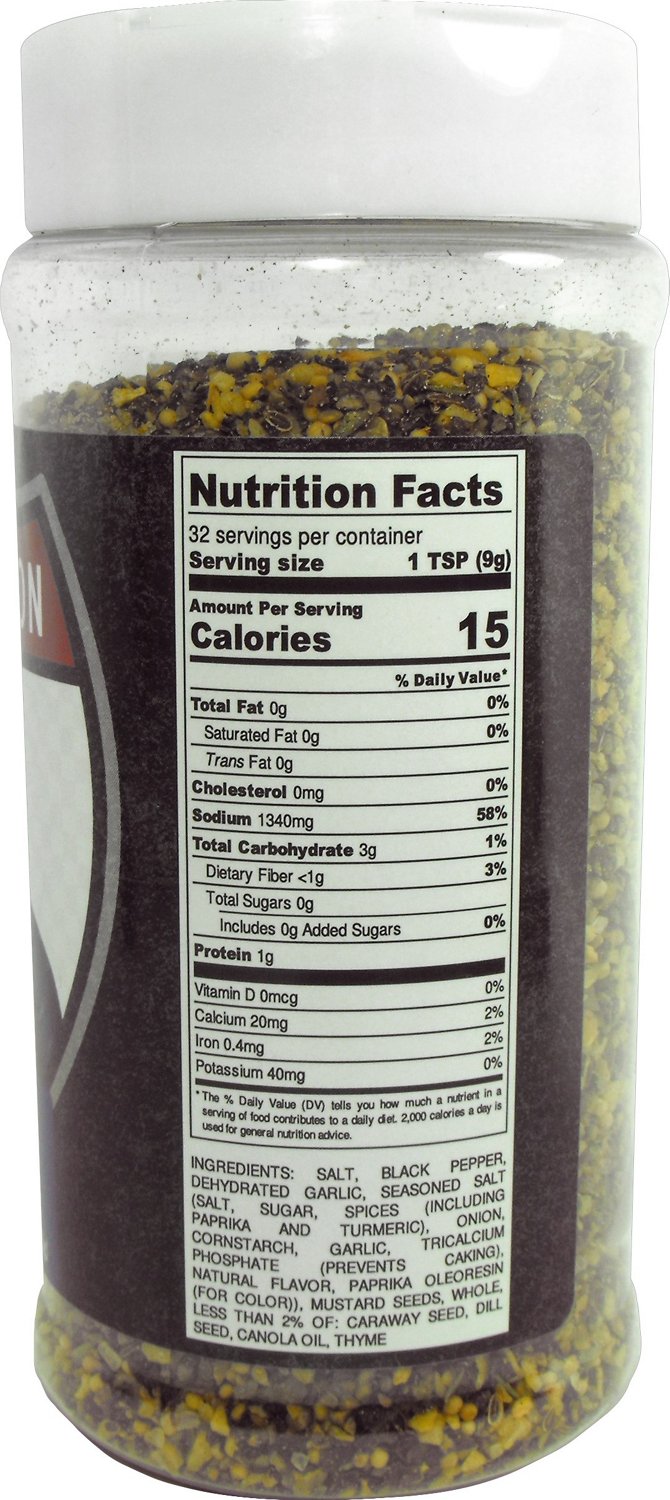 ON
Nutrition Facts
32 servings per container
Serving size 1 TSP (9g)
Amount Per Serving
Calories 15
% Daily Value*
Total Fat 0g 0%
Saturated Fat 0g 0%
Trans Fat 0g
Cholesterol 0mg 0%
Sodium 1340mg 58%
Total Carbohydrate 3g 1%
Dietary Fiber <1g 3%
Total Sugars 0g
Includes 0g Added Sugars 0%
Protein 1g
Vitamin D 0mcg 0%
Calcium 20mg 2%
Iron 0.4mg 2%
Potassium 40mg 0%
*The % Daily Value (DV) tells you how much a nutrient in a
serving of food contributes to a daily diet. 2,000 calories a day is
used for general nutrition advice.
INGREDIENTS: SALT, BLACK PEPPER,
DEHYDRATED GARLIC, SEASONED SALT
(SALT, SUGAR, SPICES (INCLUDING
PAPRIKA AND TURMERIC), ONION,
CORNSTARCH, GARLIC, TRICALCIUM
PHOSPHATE (PREVENTS CAKING),
NATURAL FLAVOR, PAPRIKA OLEORESIN
(FOR COLOR)), MUSTARD SEEDS, WHOLE,
LESS THAN 2% OF: CARAWAY SEED, DILL
SEED, CANOLA OIL, THYME